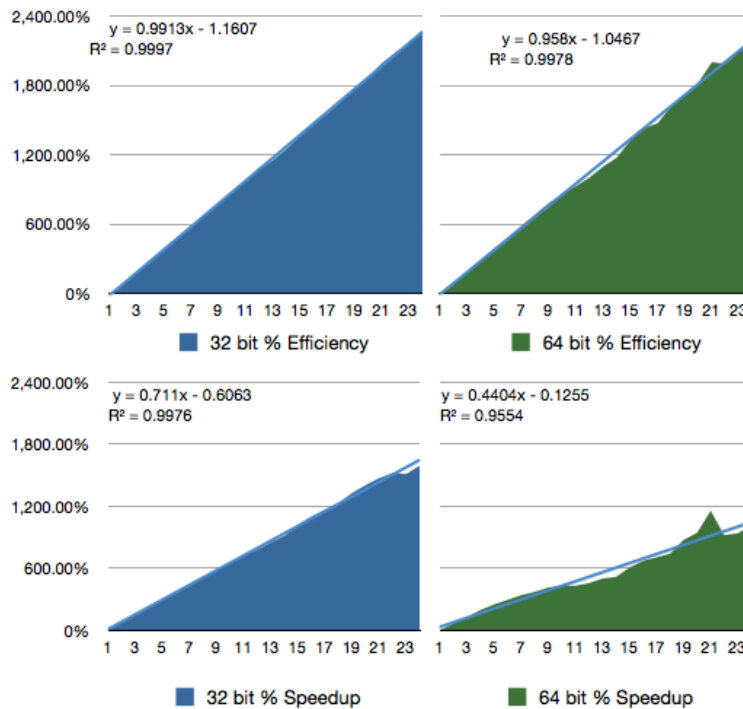 2,400.00%
y = 0.9913x - 1.1607
R² = 0.9997
y = 0.958x - 1.0467
R² = 0.9978
1,800.00%
1,200.00%
600.00%
0%
1 3 5 7 9 11 13 15 17 19 21 23
1 3 5 7 9 11 13 15 17 19 21 23
32 bit % Efficiency
64 bit % Efficiency
2,400.00%
y = 0.711x - 0.6063
R² = 0.9976
y = 0.4404x - 0.1255
R² = 0.9554
1,800.00%
1,200.00%
600.00%
0%
1 3 5 7 9 11 13 15 17 19 21 23
1 3 5 7 9 11 13 15 17 19 21 23
32 bit % Speedup
64 bit % Speedup